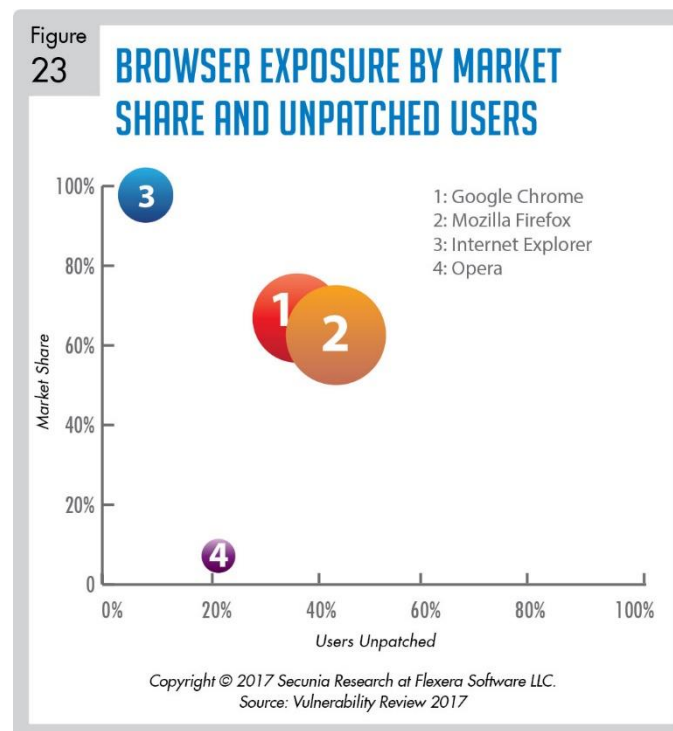 Figure
23
BROWSER EXPOSURE BY MARKET
SHARE AND UNPATCHED USERS
100%
80%
60%
40%
20%
0
Market Share
3
1
2
4
1: Google Chrome
2: Mozilla Firefox
3: Internet Explorer
4: Opera
0% 20% 40% 60% 80% 100%
Users Unpatched
Copyright © 2017 Secunia Research at Flexera Software LLC.
Source: Vulnerability Review 2017